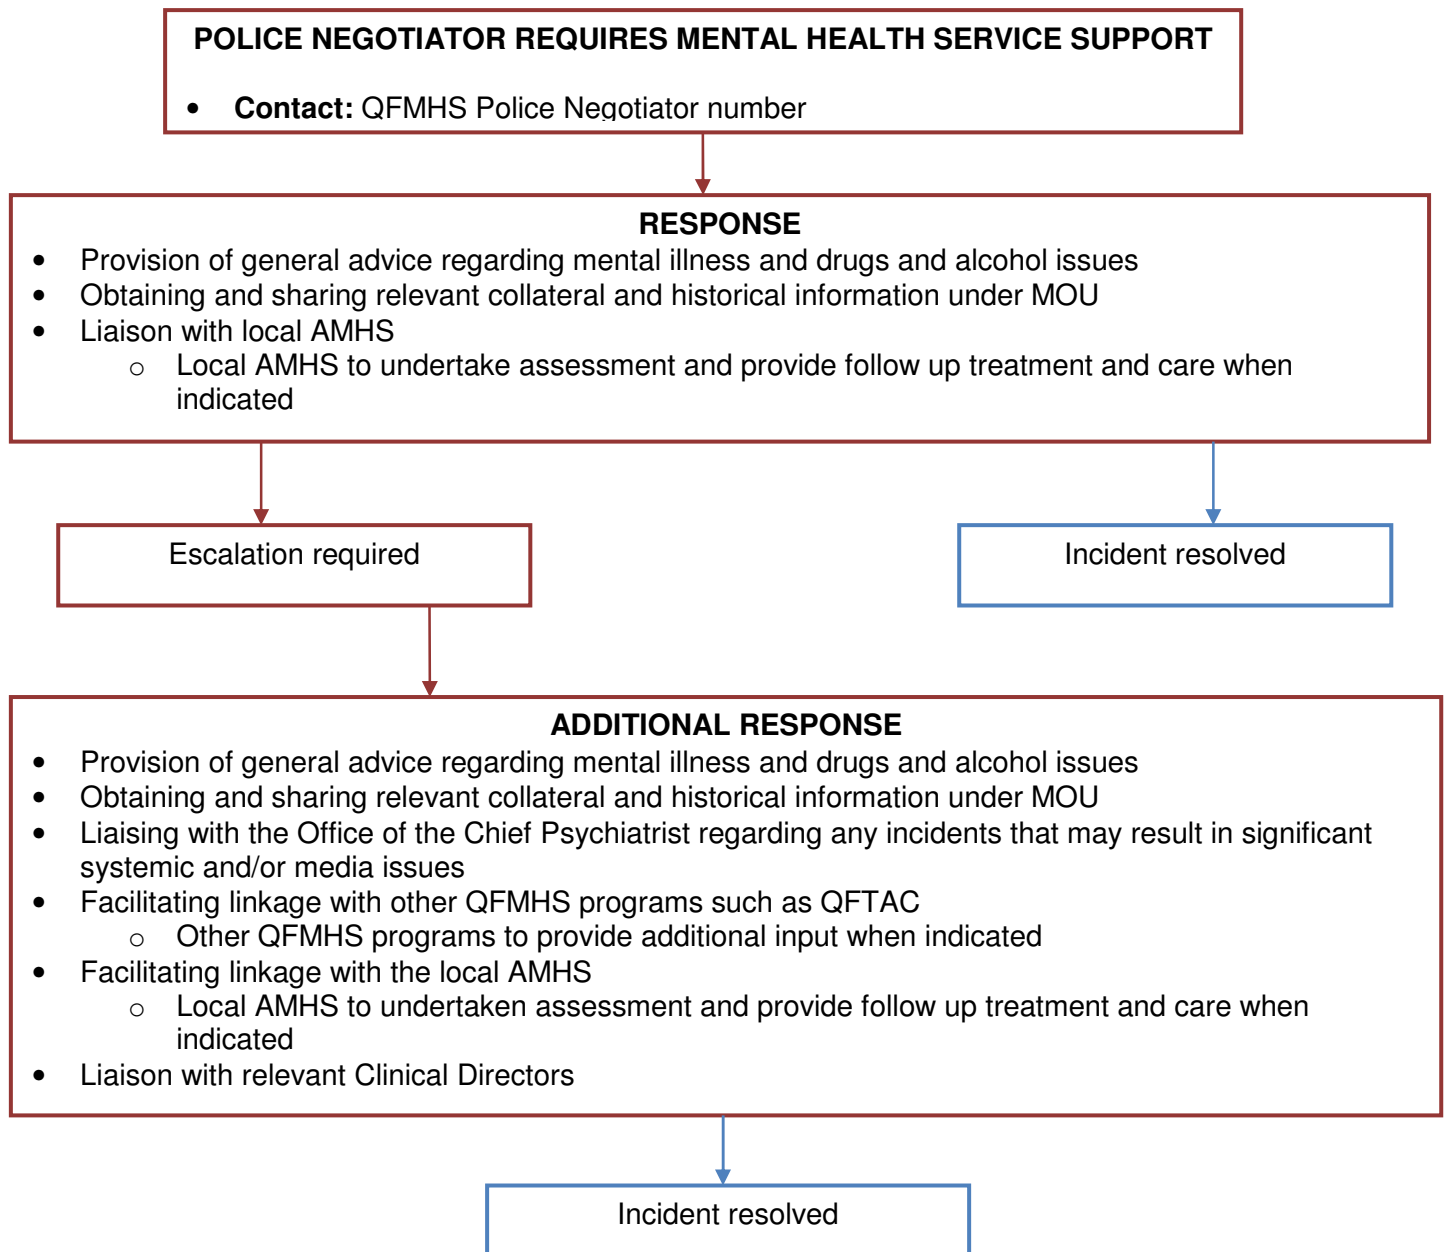 POLICE NEGOTIATOR REQUIRES MENTAL HEALTH SERVICE SUPPORT
• Contact: QFMHS Police Negotiator number
RESPONSE
• Provision of general advice regarding mental illness and drugs and alcohol issues
• Obtaining and sharing relevant collateral and historical information under MOU
• Liaison with local AMHS
o Local AMHS to undertake assessment and provide follow up treatment and care when
indicated
Escalation required
Incident resolved
ADDITIONAL RESPONSE
• Provision of general advice regarding mental illness and drugs and alcohol issues
• Obtaining and sharing relevant collateral and historical information under MOU
• Liaising with the Office of the Chief Psychiatrist regarding any incidents that may result in significant
systemic and/or media issues
• Facilitating linkage with other QFMHS programs such as QFTAC
o Other QFMHS programs to provide additional input when indicated
• Facilitating linkage with the local AMHS
o Local AMHS to undertaken assessment and provide follow up treatment and care when
indicated
• Liaison with relevant Clinical Directors
Incident resolved